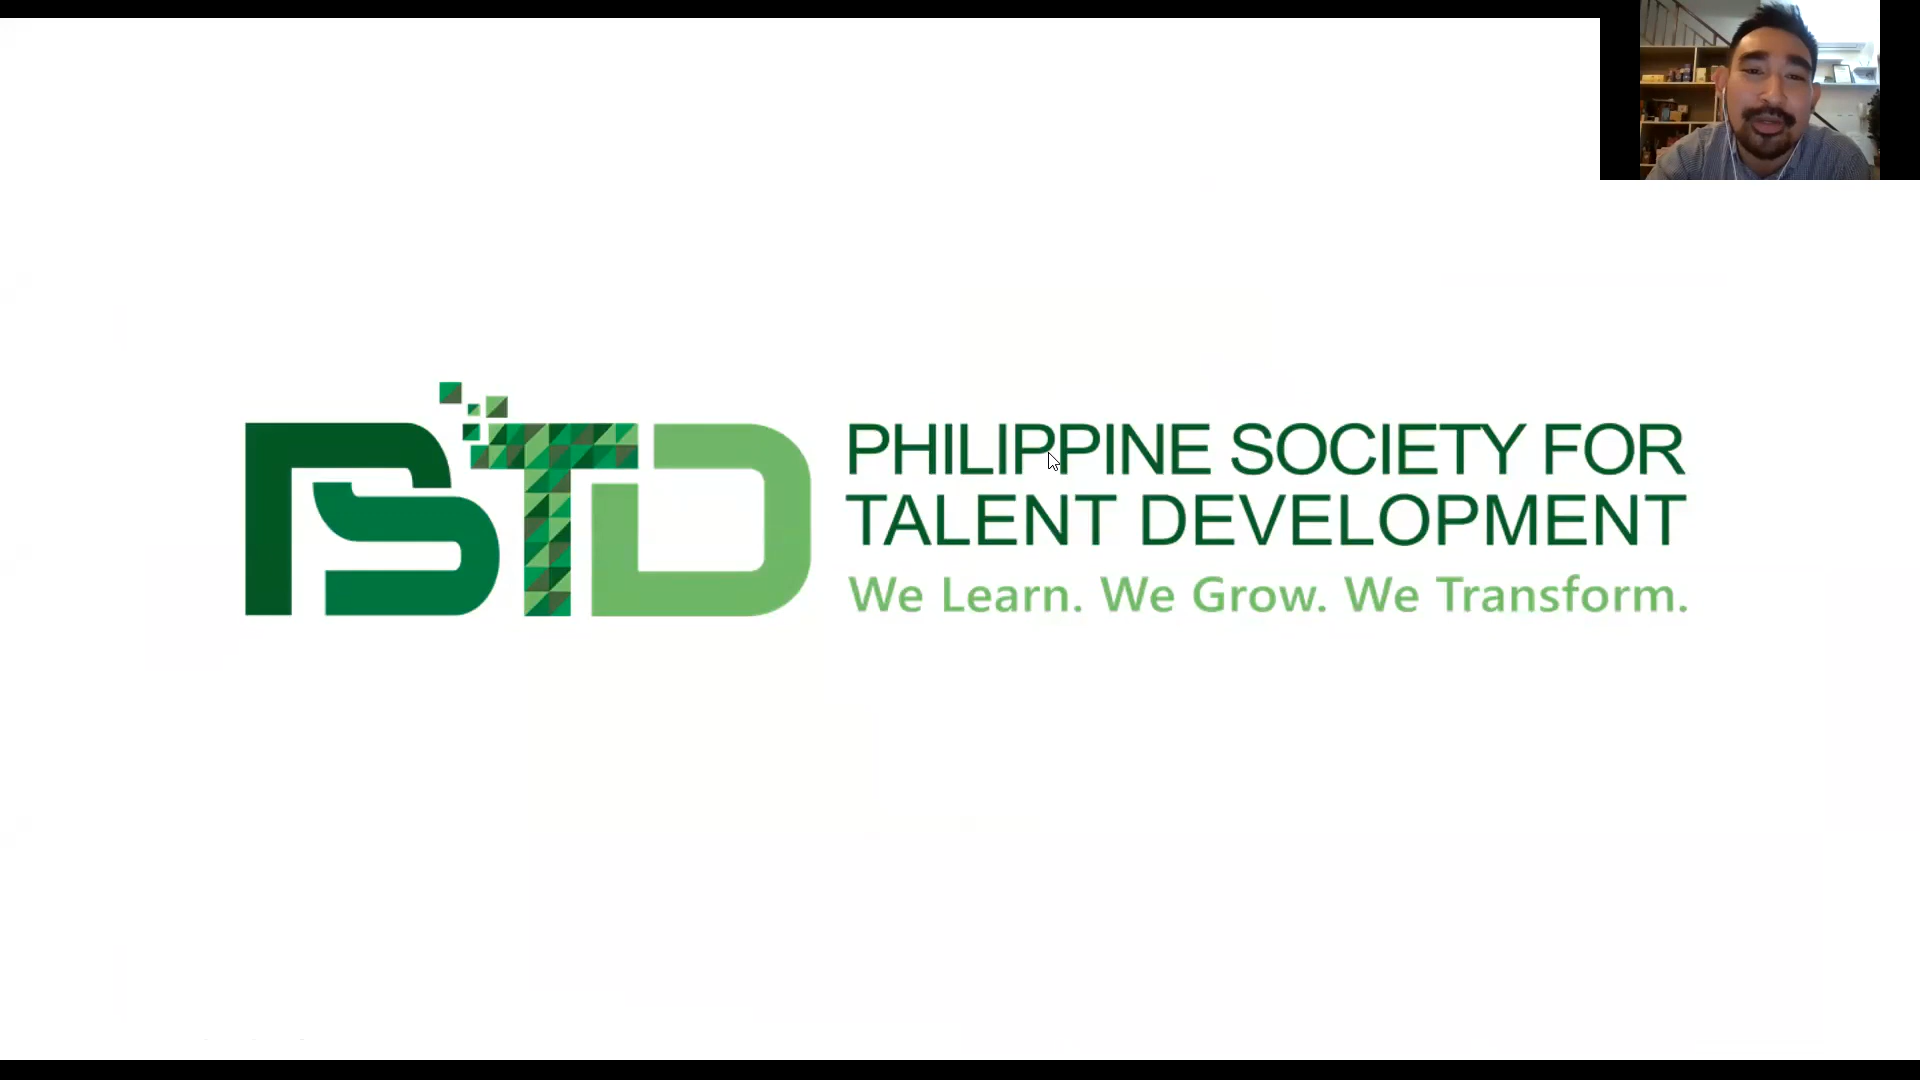 PSTD
PHILIPPINE SOCIETY FOR
TALENT DEVELOPMENT
We Learn. We Grow. We Transform.